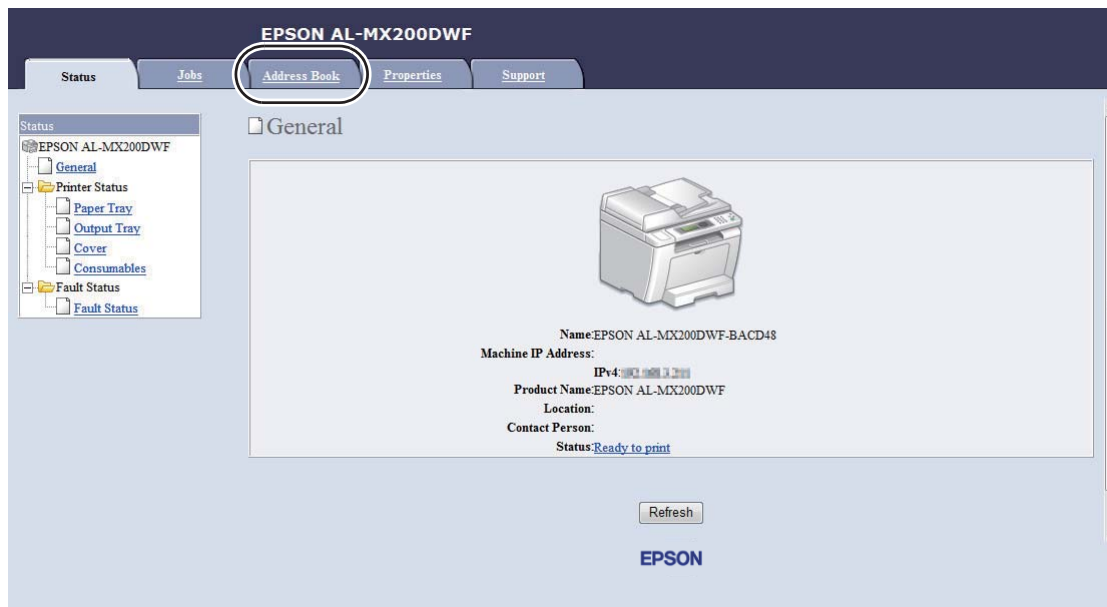 EPSON AL-MX200DWF
Status Jobs Address Book Properties Support
Status
EPSON AL-MX200DWF
General
Printer Status
Paper Tray
Output Tray
Cover
Consumables
Fault Status
Fault Status
General
Name:EPSON AL-MX200DWF-BACD48
Machine IP Address:
IPv4:
Product Name:EPSON AL-MX200DWF
Location:
Contact Person:
Status:Ready to print
Refresh
EPSON